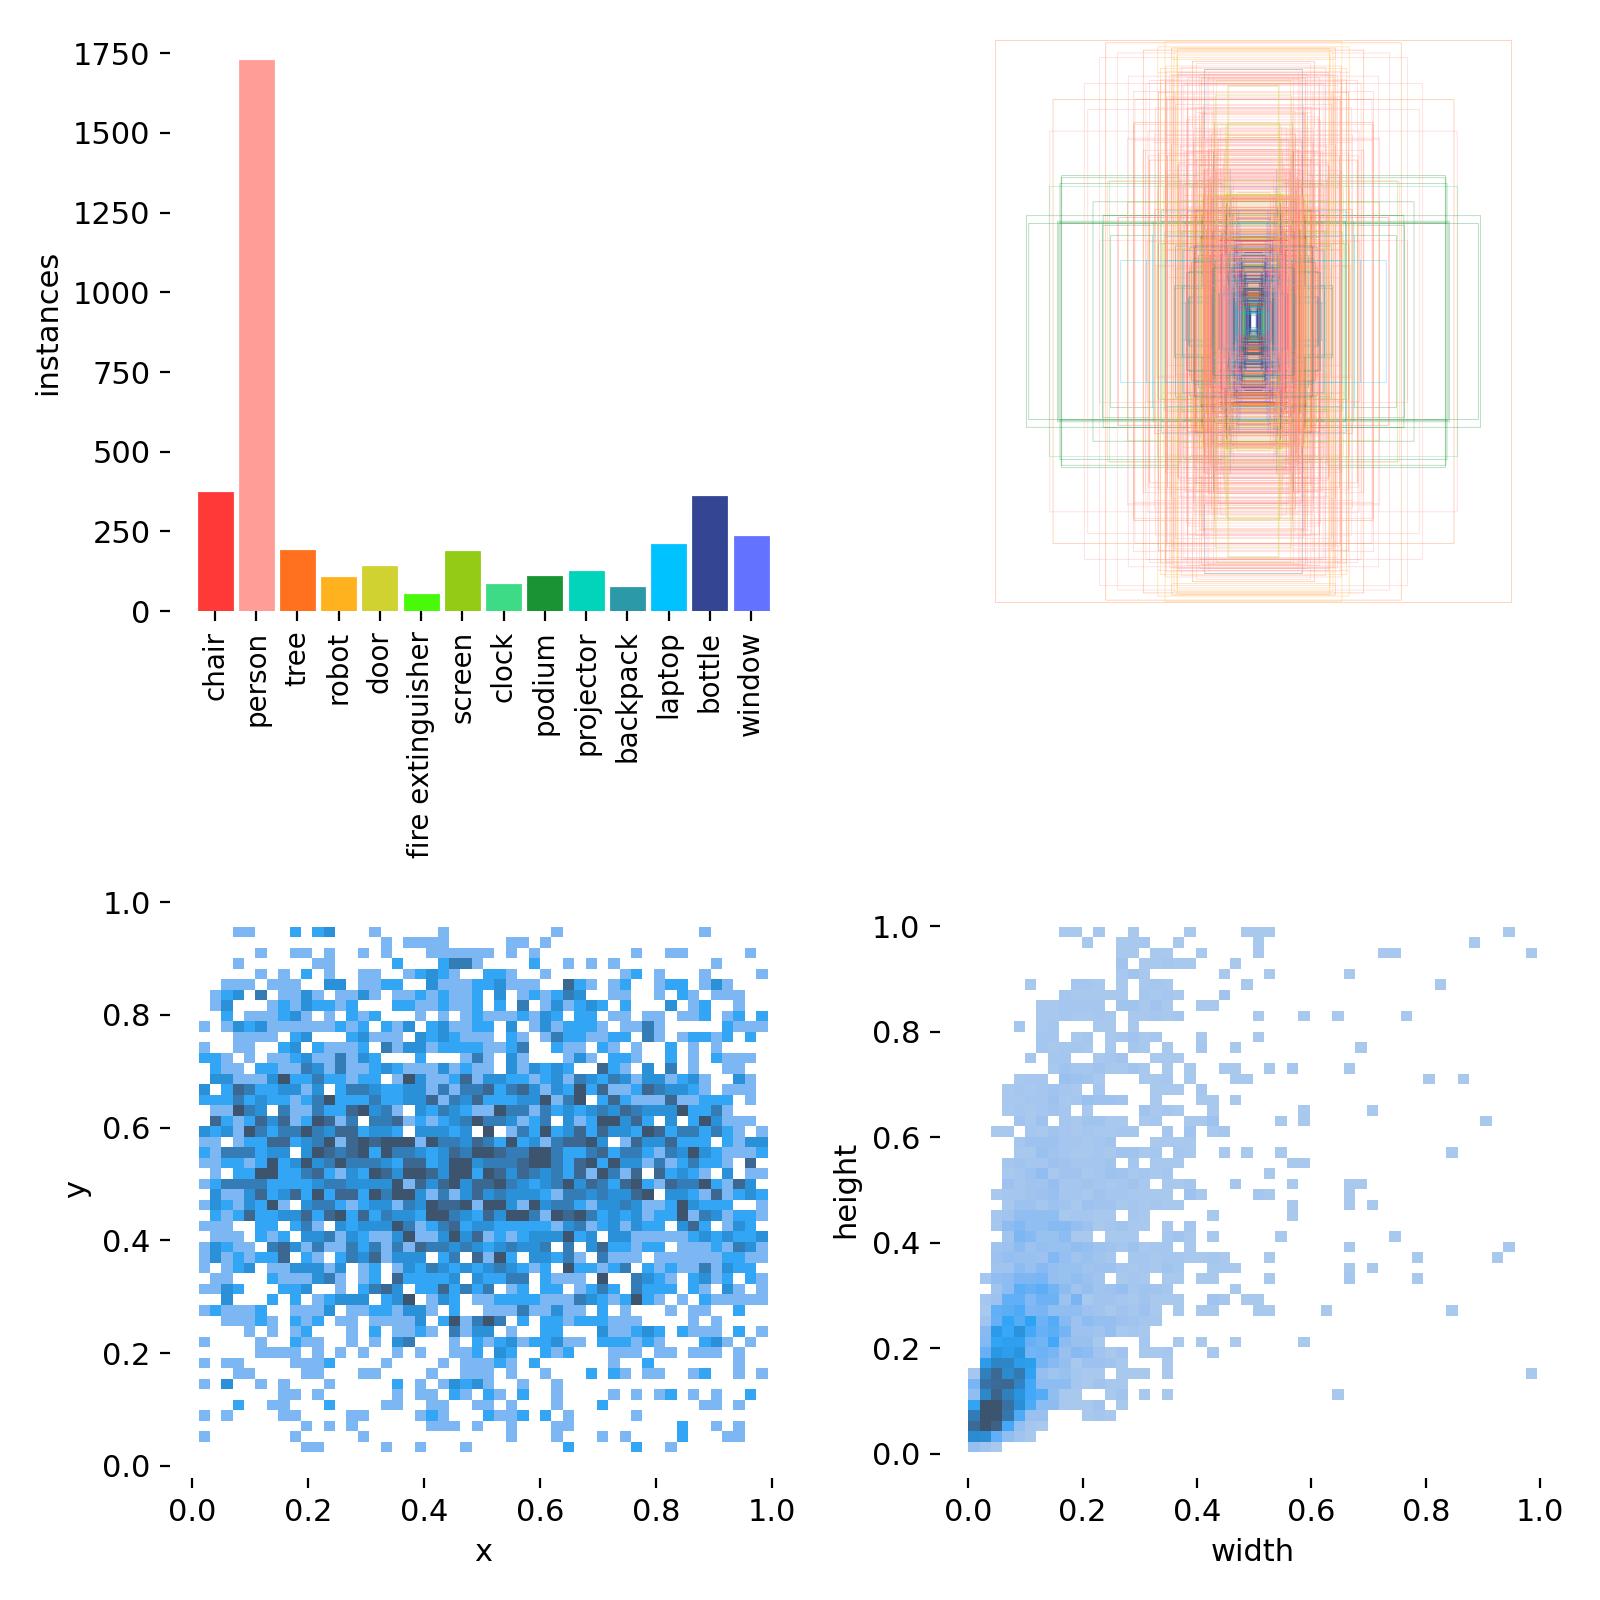 1750
1500
1250
1000
750
500
250
0
instances
chair
person
tree
robot
door
fire extinguisher
screen
clock
podium
projector
backpack
laptop
bottle
window
1.0
0.8
0.6
0.4
0.2
0.0
y
0.0 0.2 0.4 0.6 0.8 1.0
x
1.0
0.8
0.6
0.4
0.2
0.0
height
0.0 0.2 0.4 0.6 0.8 1.0
width